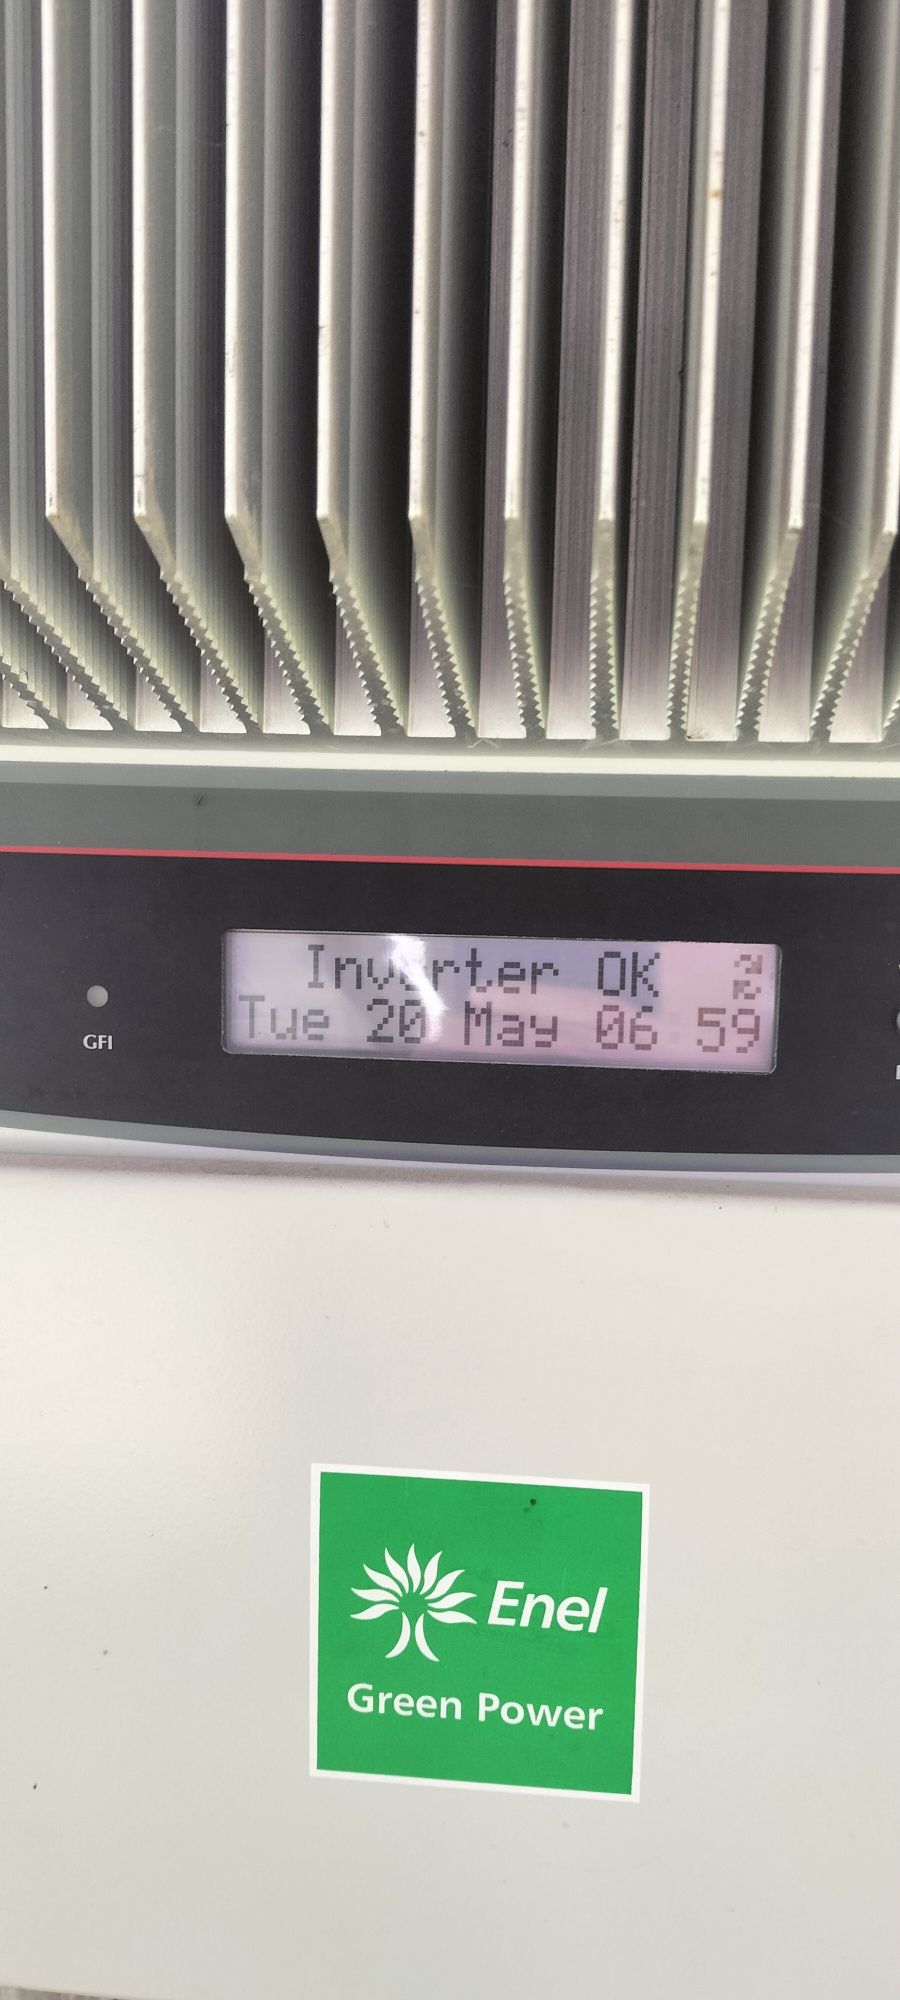 Inverter OK
Tue 20 May 06 59
GFI
Enel
Green Power